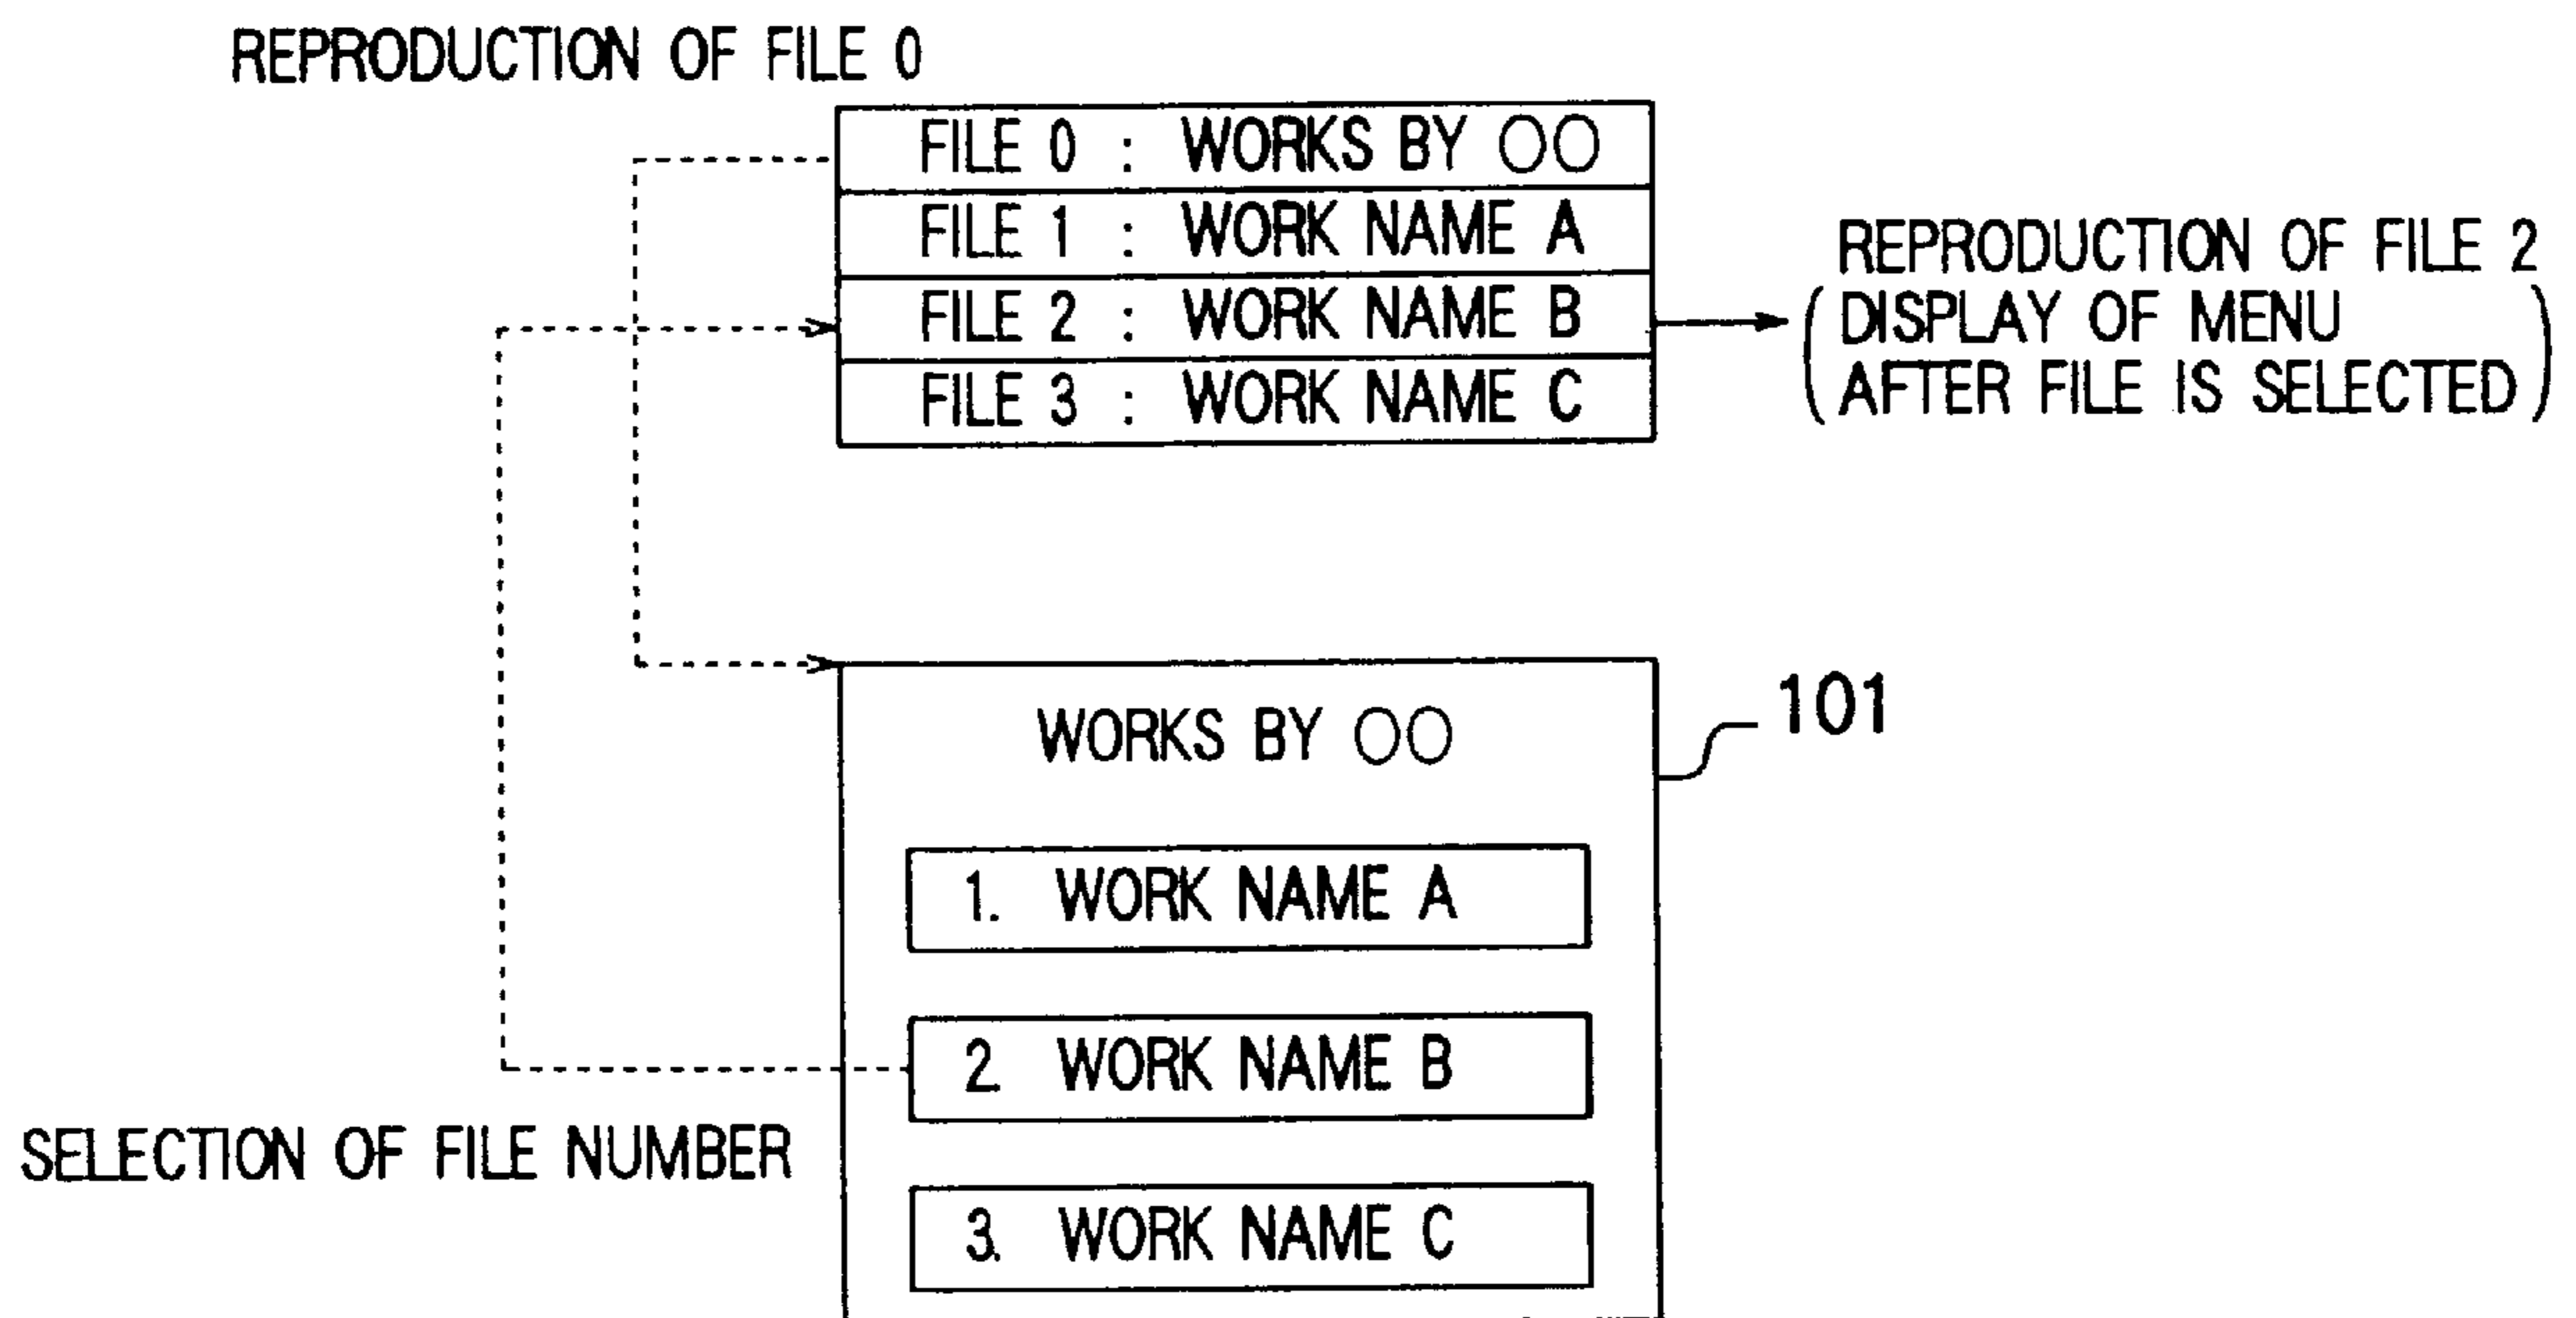 REPRODUCTION OF FILE 0
FILE 0 : WORKS BY ○○
FILE 1 : WORK NAME A
FILE 2 : WORK NAME B
FILE 3 : WORK NAME C
REPRODUCTION OF FILE 2
(DISPLAY OF MENU
AFTER FILE IS SELECTED)
WORKS BY ○○
101
1. WORK NAME A
2. WORK NAME B
3. WORK NAME C
SELECTION OF FILE NUMBER